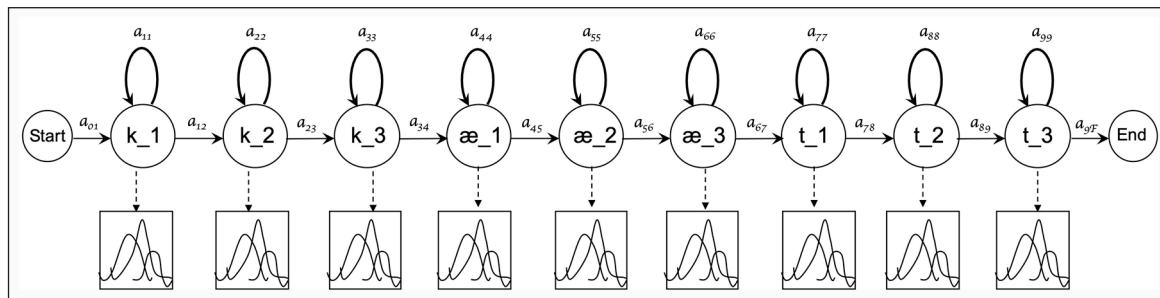 a₁₁ a₂₂ a₃₃ a₄₄ a₅₅ a₆₆ a₇₇ a₈₈ a₉₉
Start a₀₁ k_1 a₁₂ k_2 a₂₃ k_3 a₃₄ æ_1 a₄₅ æ_2 a₅₆ æ_3 a₆₇ t_1 a₇₈ t_2 a₈₉ t_3 a₉F End